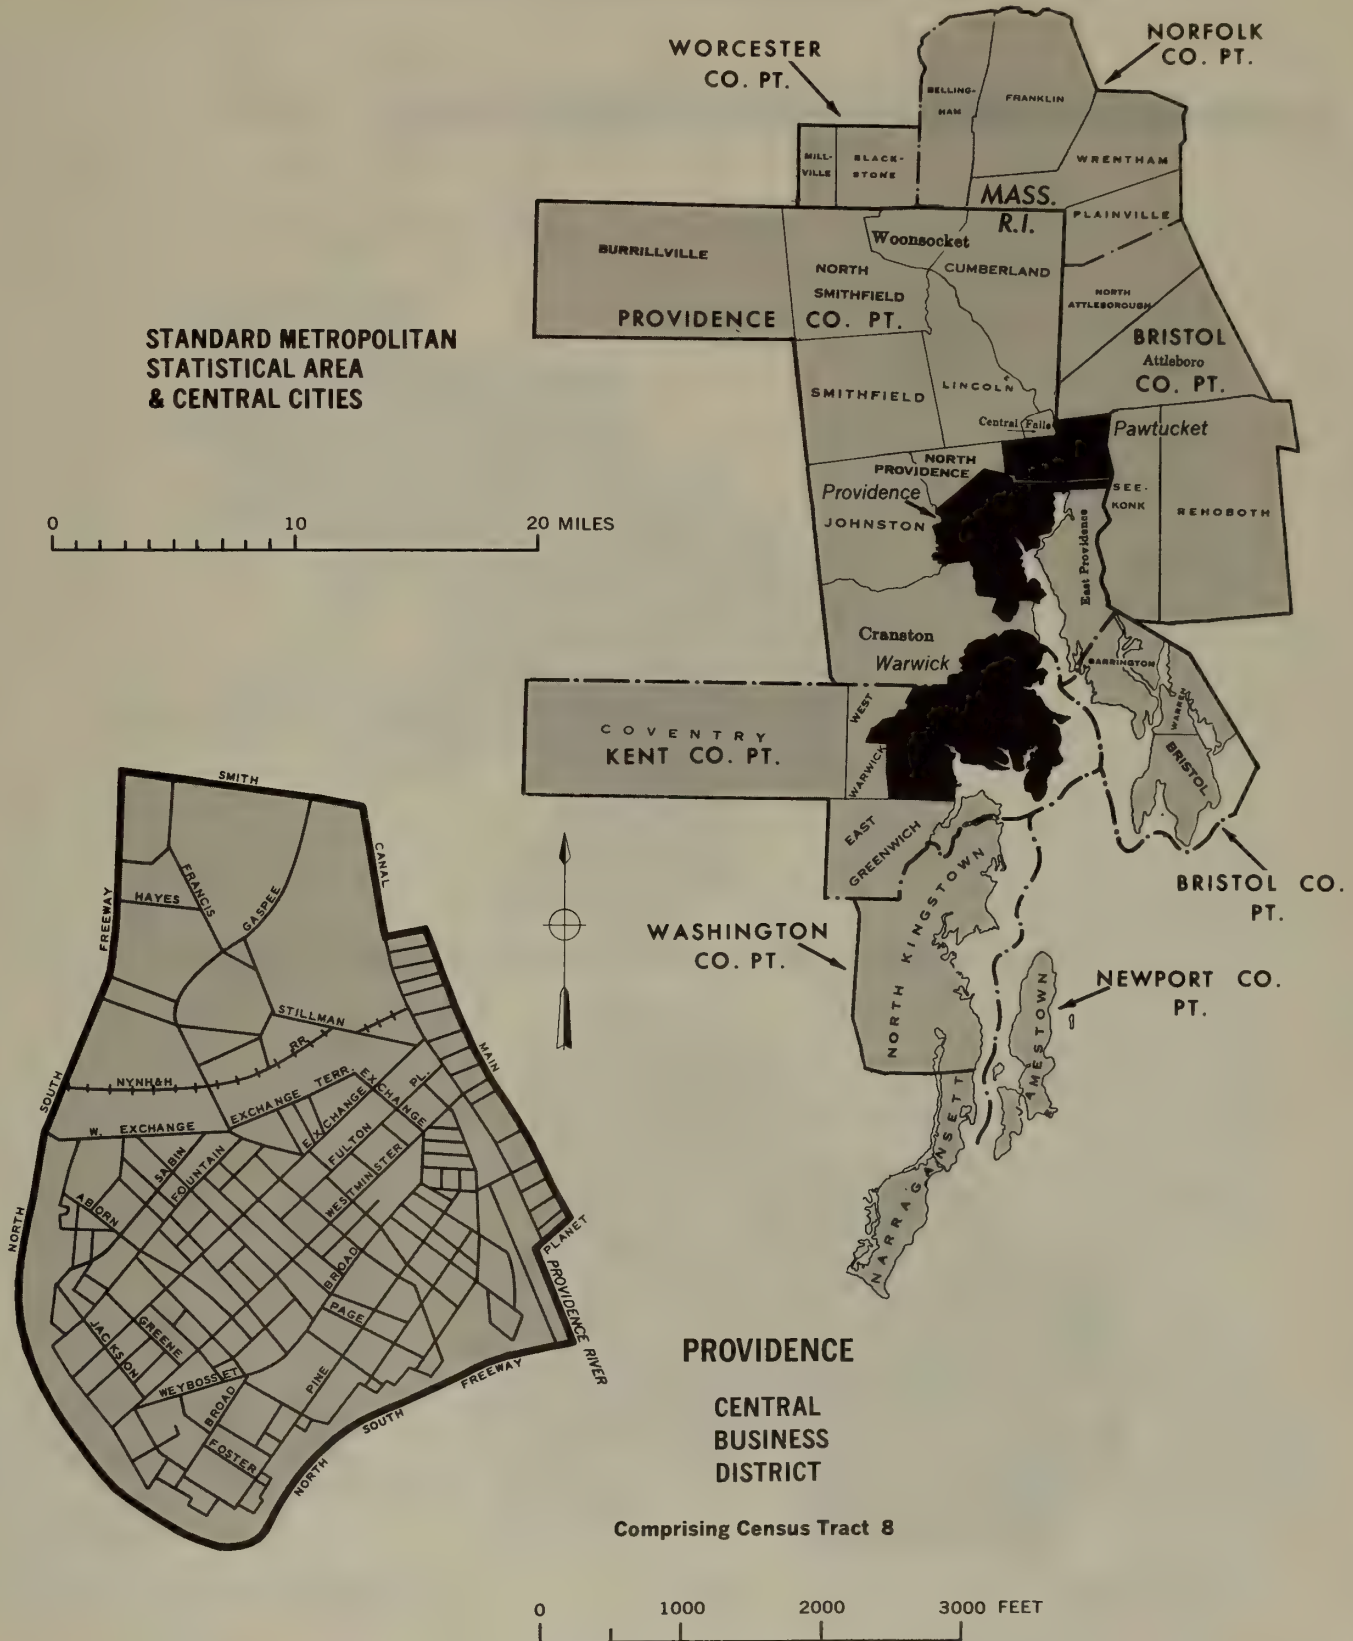 WORCESTER
CO. PT.
NORFOLK
CO. PT.
BELLING-
HAM
FRANKLIN
WRENTHAM
MILL-
VILLE
BLACK-
STONE
MASS.
R.I.
PLAINVILLE
BURRILLVILLE
Woonsocket
NORTH
SMITHFIELD
CUMBERLAND
PROVIDENCE CO. PT.
NORTH
ATTLEBOROUGH
BRISTOL
Attleboro
CO. PT.
STANDARD METROPOLITAN
STATISTICAL AREA
& CENTRAL CITIES
SMITHFIELD
LINCOLN
Central Falls
Pawtucket
NORTH
PROVIDENCE
Providence
JOHNSTON
SEE-
KONK
REHOBOTH
East Providence
0 10 20 MILES
Cranston
Warwick
BARRINGTON
WARREN
BRISTOL
WEST
WARWICK
COVENTRY
KENT CO. PT.
EAST
GREENWICH
BRISTOL CO.
PT.
WASHINGTON
CO. PT.
NORTH KINGSTOWN
NEWPORT CO.
PT.
JAMESTOWN
NARRAGANSETT
SMITH
CANAL
FREEWAY
HAYES
FRANCIS
GASPEE
STILLMAN
RR
NYNH&H
MAIN
SOUTH
W. EXCHANGE
EXCHANGE TERR.
EXCHANGE
EXCHANGE
PL.
SABIN
FOUNTAIN
FULTON
WESTMINSTER
NORTH
ABORN
PLANET
PROVIDENCE RIVER
BROAD
PAGE
GREENE
JACKSON
WEYBOSSET
BROAD
PINE
FOSTER
FREEWAY
SOUTH
NORTH
PROVIDENCE
CENTRAL
BUSINESS
DISTRICT
Comprising Census Tract 8
0 1000 2000 3000 FEET